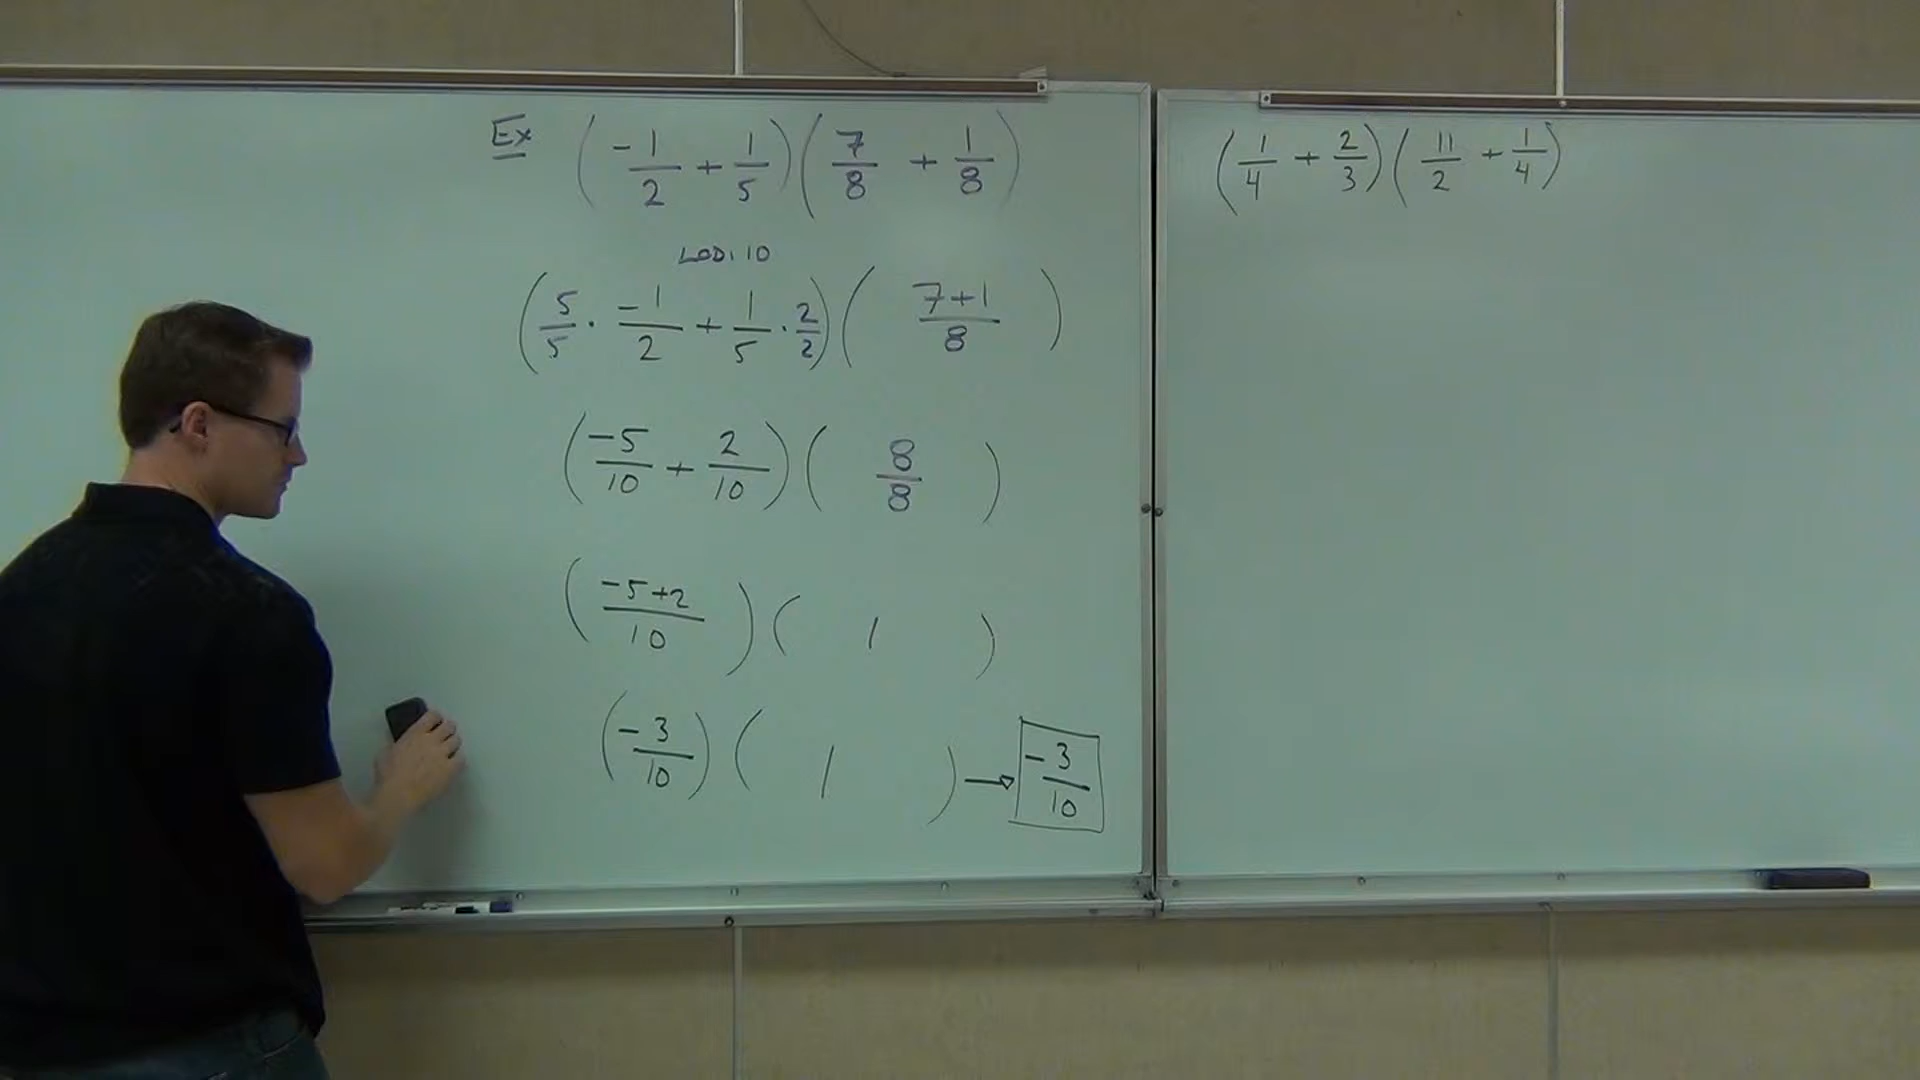 Ex (-1/2 + 1/5)(7/8 + 1/8)
LCD: 10
(5/5 · -1/2 + 1/5 · 2/2)(7+1/8)
(-5/10 + 2/10)(8/8)
(-5+2/10)(1)
(-3/10)(1) → -3/10
(1/4 + 2/3)(11/2 + 1/4)